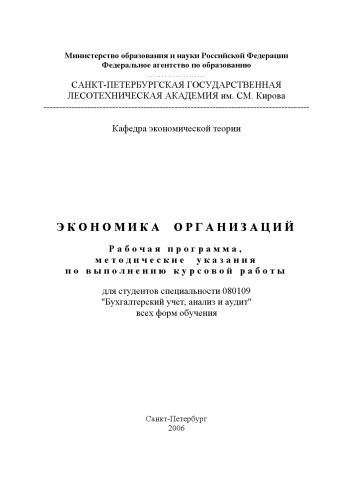 Министерство образования и науки Российской Федерации
Федеральное агентство по образованию
САНКТ-ПЕТЕРБУРГСКАЯ ГОСУДАРСТВЕННАЯ
ЛЕСОТЕХНИЧЕСКАЯ АКАДЕМИЯ им. СМ. Кирова
Кафедра экономической теории
ЭКОНОМИКА ОРГАНИЗАЦИЙ
Рабочая программа,
методические указания
по выполнению курсовой работы
для студентов специальности 080109
"Бухгалтерский учет, анализ и аудит"
всех форм обучения
Санкт-Петербург
2006